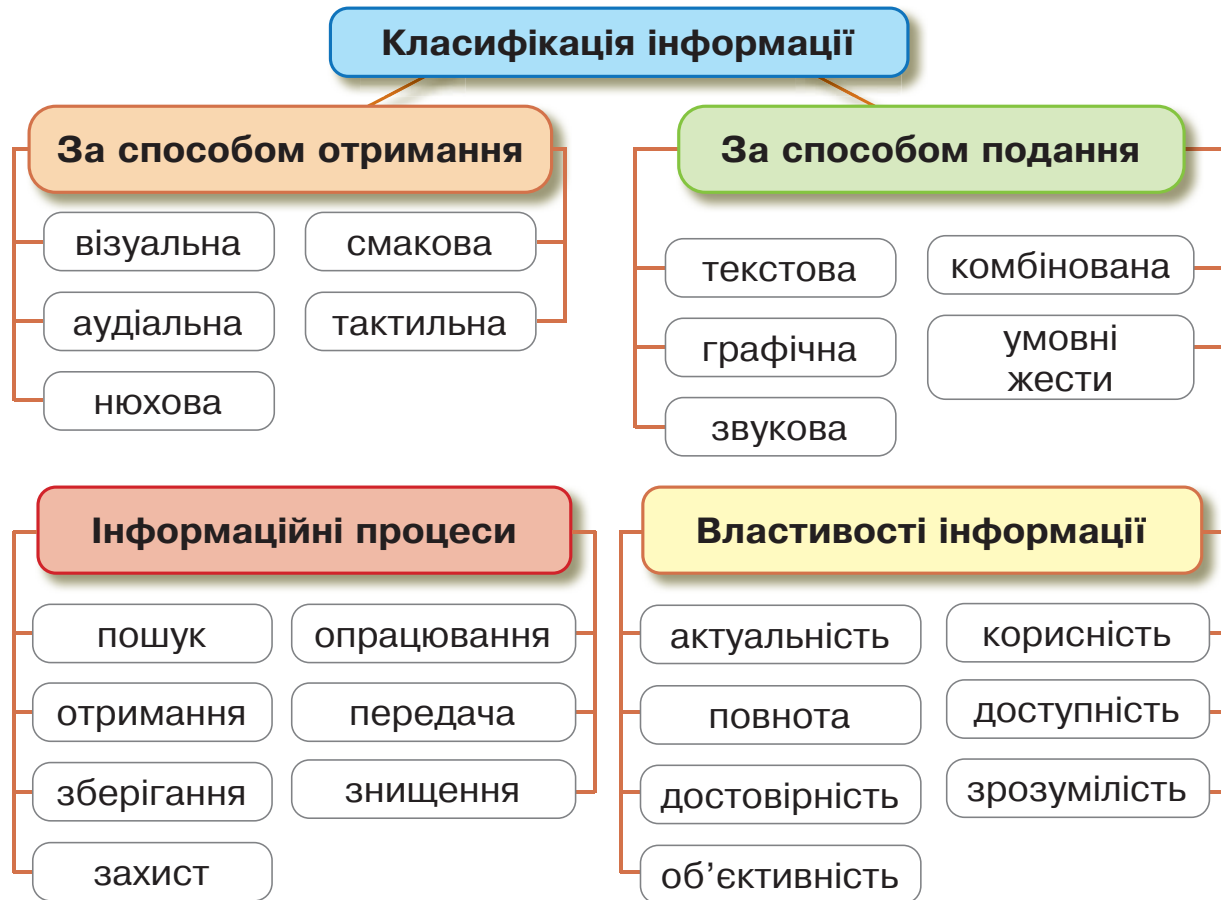 Класифікація інформації
За способом отримання
візуальна
аудіальна
нюхова
смакова
тактильна
За способом подання
текстова
графічна
звукова
комбінована
умовні
жести
Інформаційні процеси
пошук
отримання
зберігання
захист
опрацювання
передача
знищення
Властивості інформації
актуальність
повнота
достовірність
об’єктивність
корисність
доступність
зрозумілість